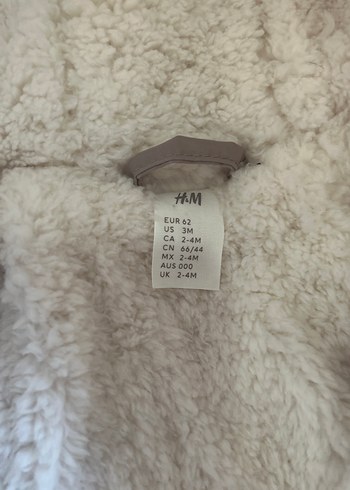 H&M
EUR 62
US 3M
CA 2-4M
CN 66/44
MX 2-4M
AUS 000
UK 2-4M